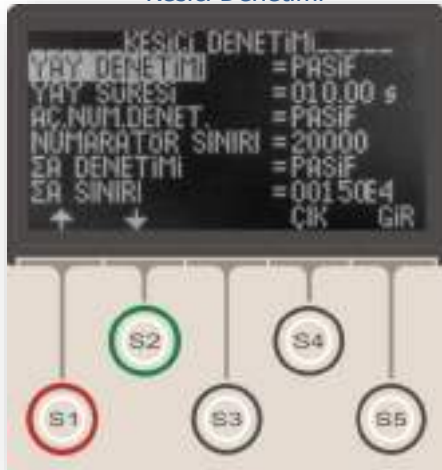 Kesici Denetimi
KESİCİ DENETİMİ
YAY DENETİMİ =PASİF
YAY SÜRESİ =010.00 s
AÇ.NUM.DENET. =PASİF
NÜMARATÖR SINIRI =20000
ΣA DENETİMİ =PASİF
ΣA SINIRI =00150E4
ÇIK GİR
S1
S2
S3
S4
S5